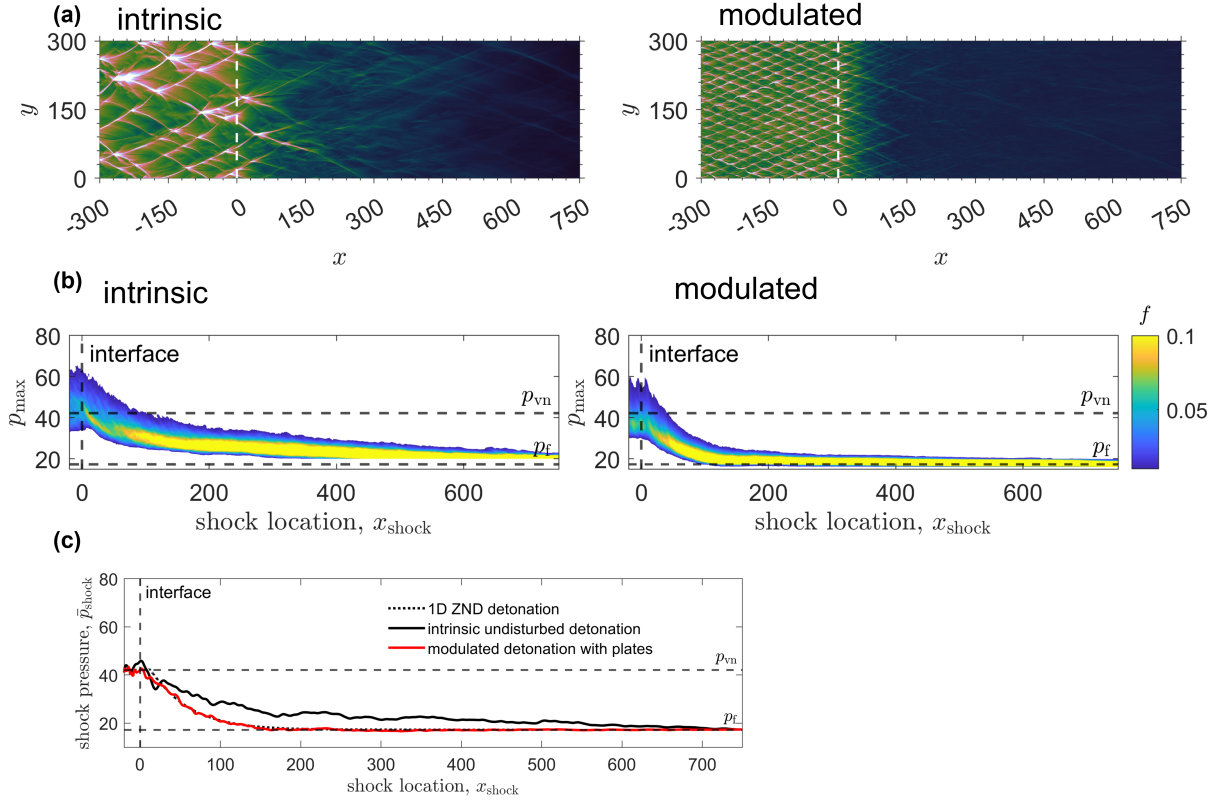 (a) intrinsic modulated
300 300
y 150 y 150
0 0
-300 -150 0 150 300 450 600 750 -300 -150 0 150 300 450 600 750
x x
(b) intrinsic modulated
f
80 80 0.1
interface interface
60 60
p_vn p_vn
p_max 40 p_max 40 0.05
p_f p_f
20 20
0 200 400 600 0 200 400 600
shock location, x_shock shock location, x_shock
(c)
80
interface
1D ZND detonation
60
intrinsic undisturbed detonation
modulated detonation with plates
shock pressure, p̄_shock
p_vn
40
p_f
20
0 100 200 300 400 500 600 700
shock location, x_shock